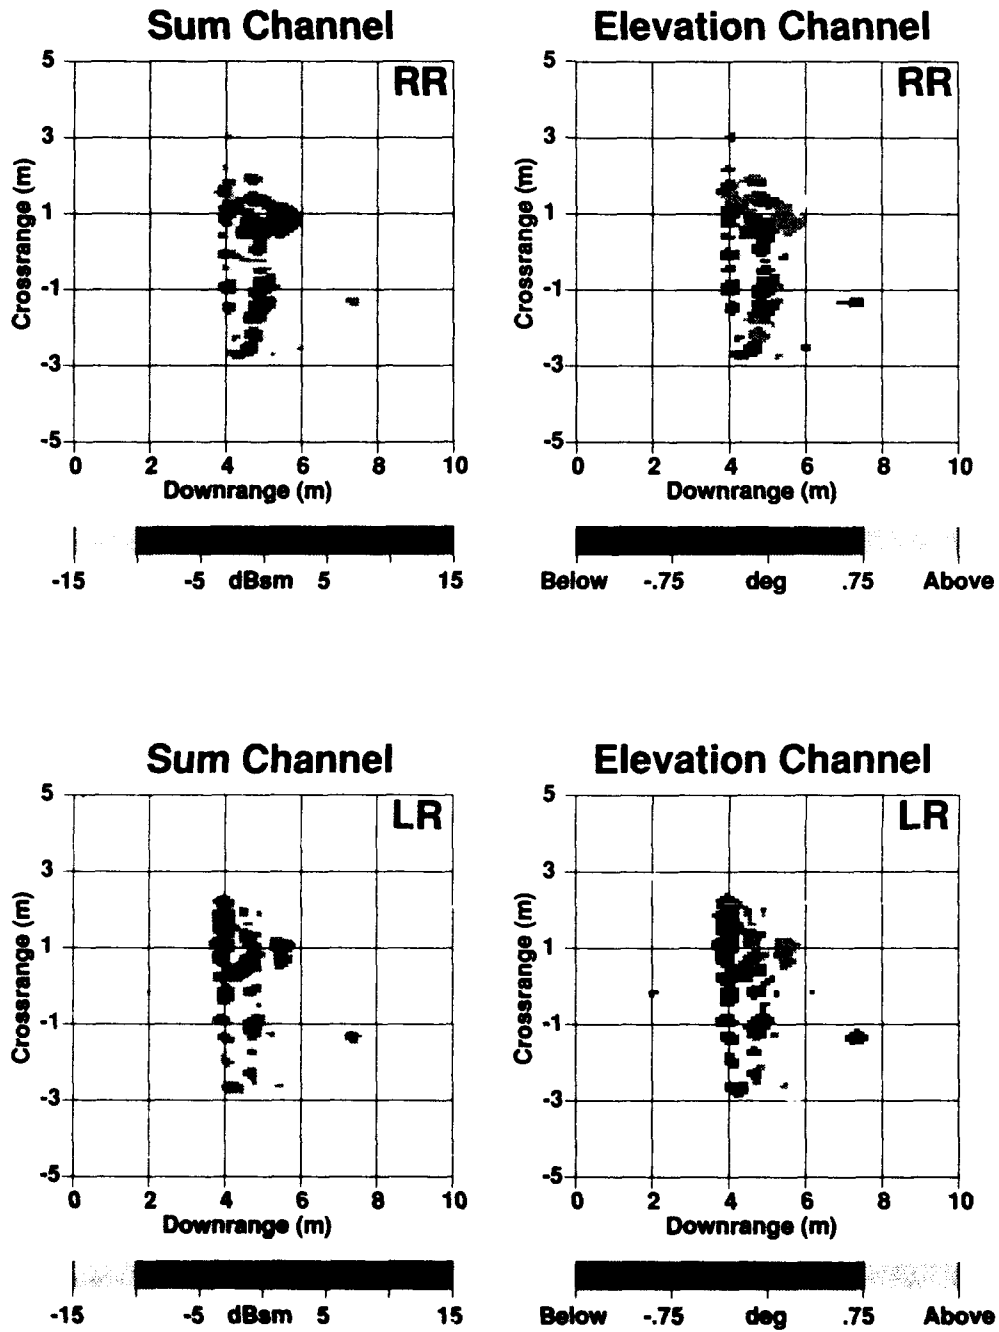 Sum Channel
Elevation Channel
5
RR
3
1
-1
-3
-5
Crossrange (m)
0 2 4 6 8 10
Downrange (m)
5
RR
3
1
-1
-3
-5
Crossrange (m)
0 2 4 6 8 10
Downrange (m)
-15 -5 dBsm 5 15
Below -.75 deg .75 Above
Sum Channel
Elevation Channel
5
LR
3
1
-1
-3
-5
Crossrange (m)
0 2 4 6 8 10
Downrange (m)
5
LR
3
1
-1
-3
-5
Crossrange (m)
0 2 4 6 8 10
Downrange (m)
-15 -5 dBsm 5 15
Below -.75 deg .75 Above